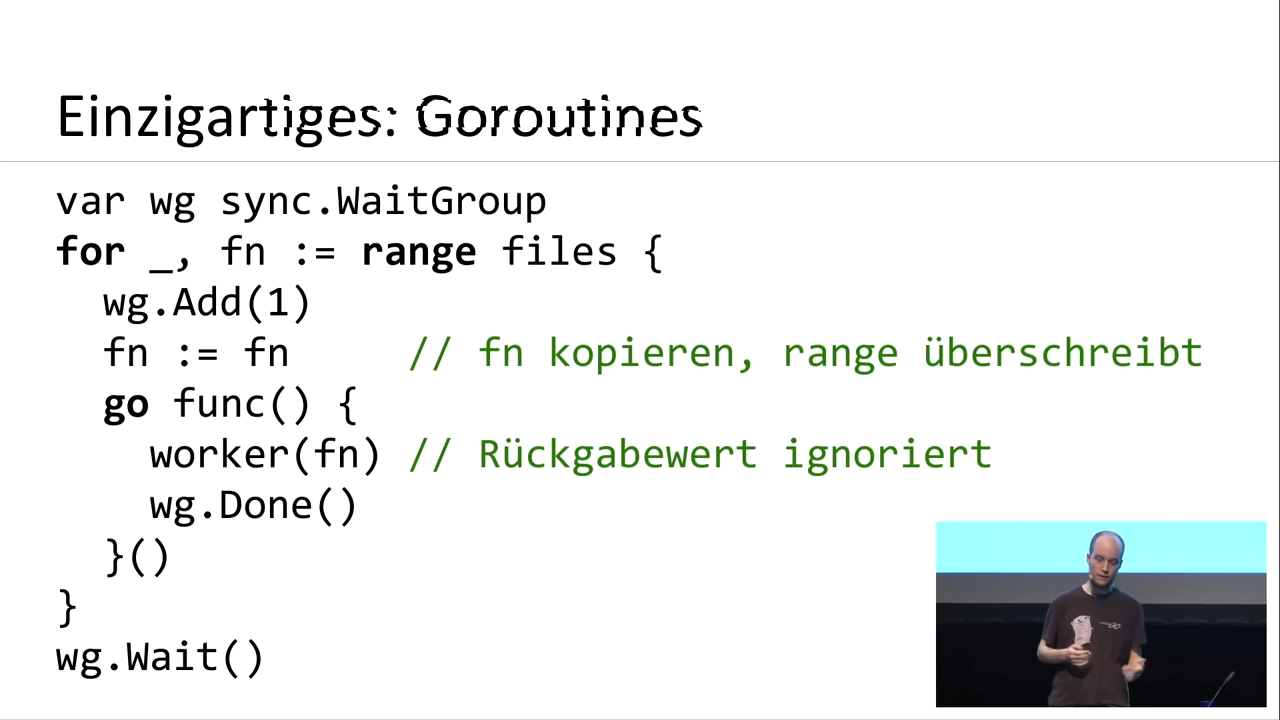 Einzigartiges: Goroutines
var wg sync.WaitGroup
for _, fn := range files {
  wg.Add(1)
  fn := fn     // fn kopieren, range überschreibt
  go func() {
    worker(fn) // Rückgabewert ignoriert
    wg.Done()
  }()
}
wg.Wait()